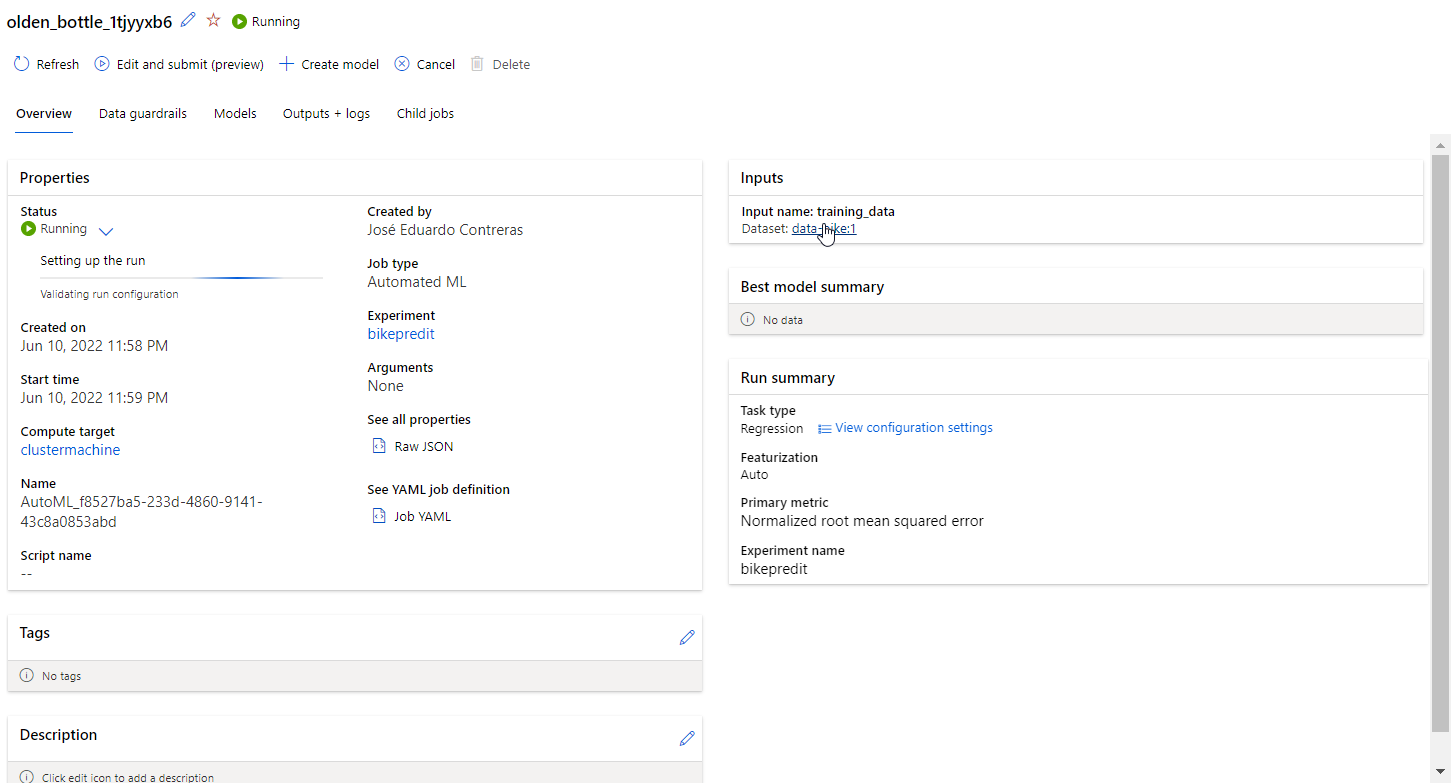 olden_bottle_1tjyyxb6 Running
Refresh Edit and submit (preview) Create model Cancel Delete
Overview Data guardrails Models Outputs + logs Child jobs
Properties
Status
Running
Setting up the run
Validating run configuration
Created on
Jun 10, 2022 11:58 PM
Start time
Jun 10, 2022 11:59 PM
Compute target
clustermachine
Name
AutoML_f8527ba5-233d-4860-9141-
43c8a0853abd
Script name
--
Created by
José Eduardo Contreras
Job type
Automated ML
Experiment
bikepredit
Arguments
None
See all properties
Raw JSON
See YAML job definition
Job YAML
Tags
No tags
Description
Click edit icon to add a description
Inputs
Input name: training_data
Dataset: data-bike:1
Best model summary
No data
Run summary
Task type
Regression View configuration settings
Featurization
Auto
Primary metric
Normalized root mean squared error
Experiment name
bikepredit